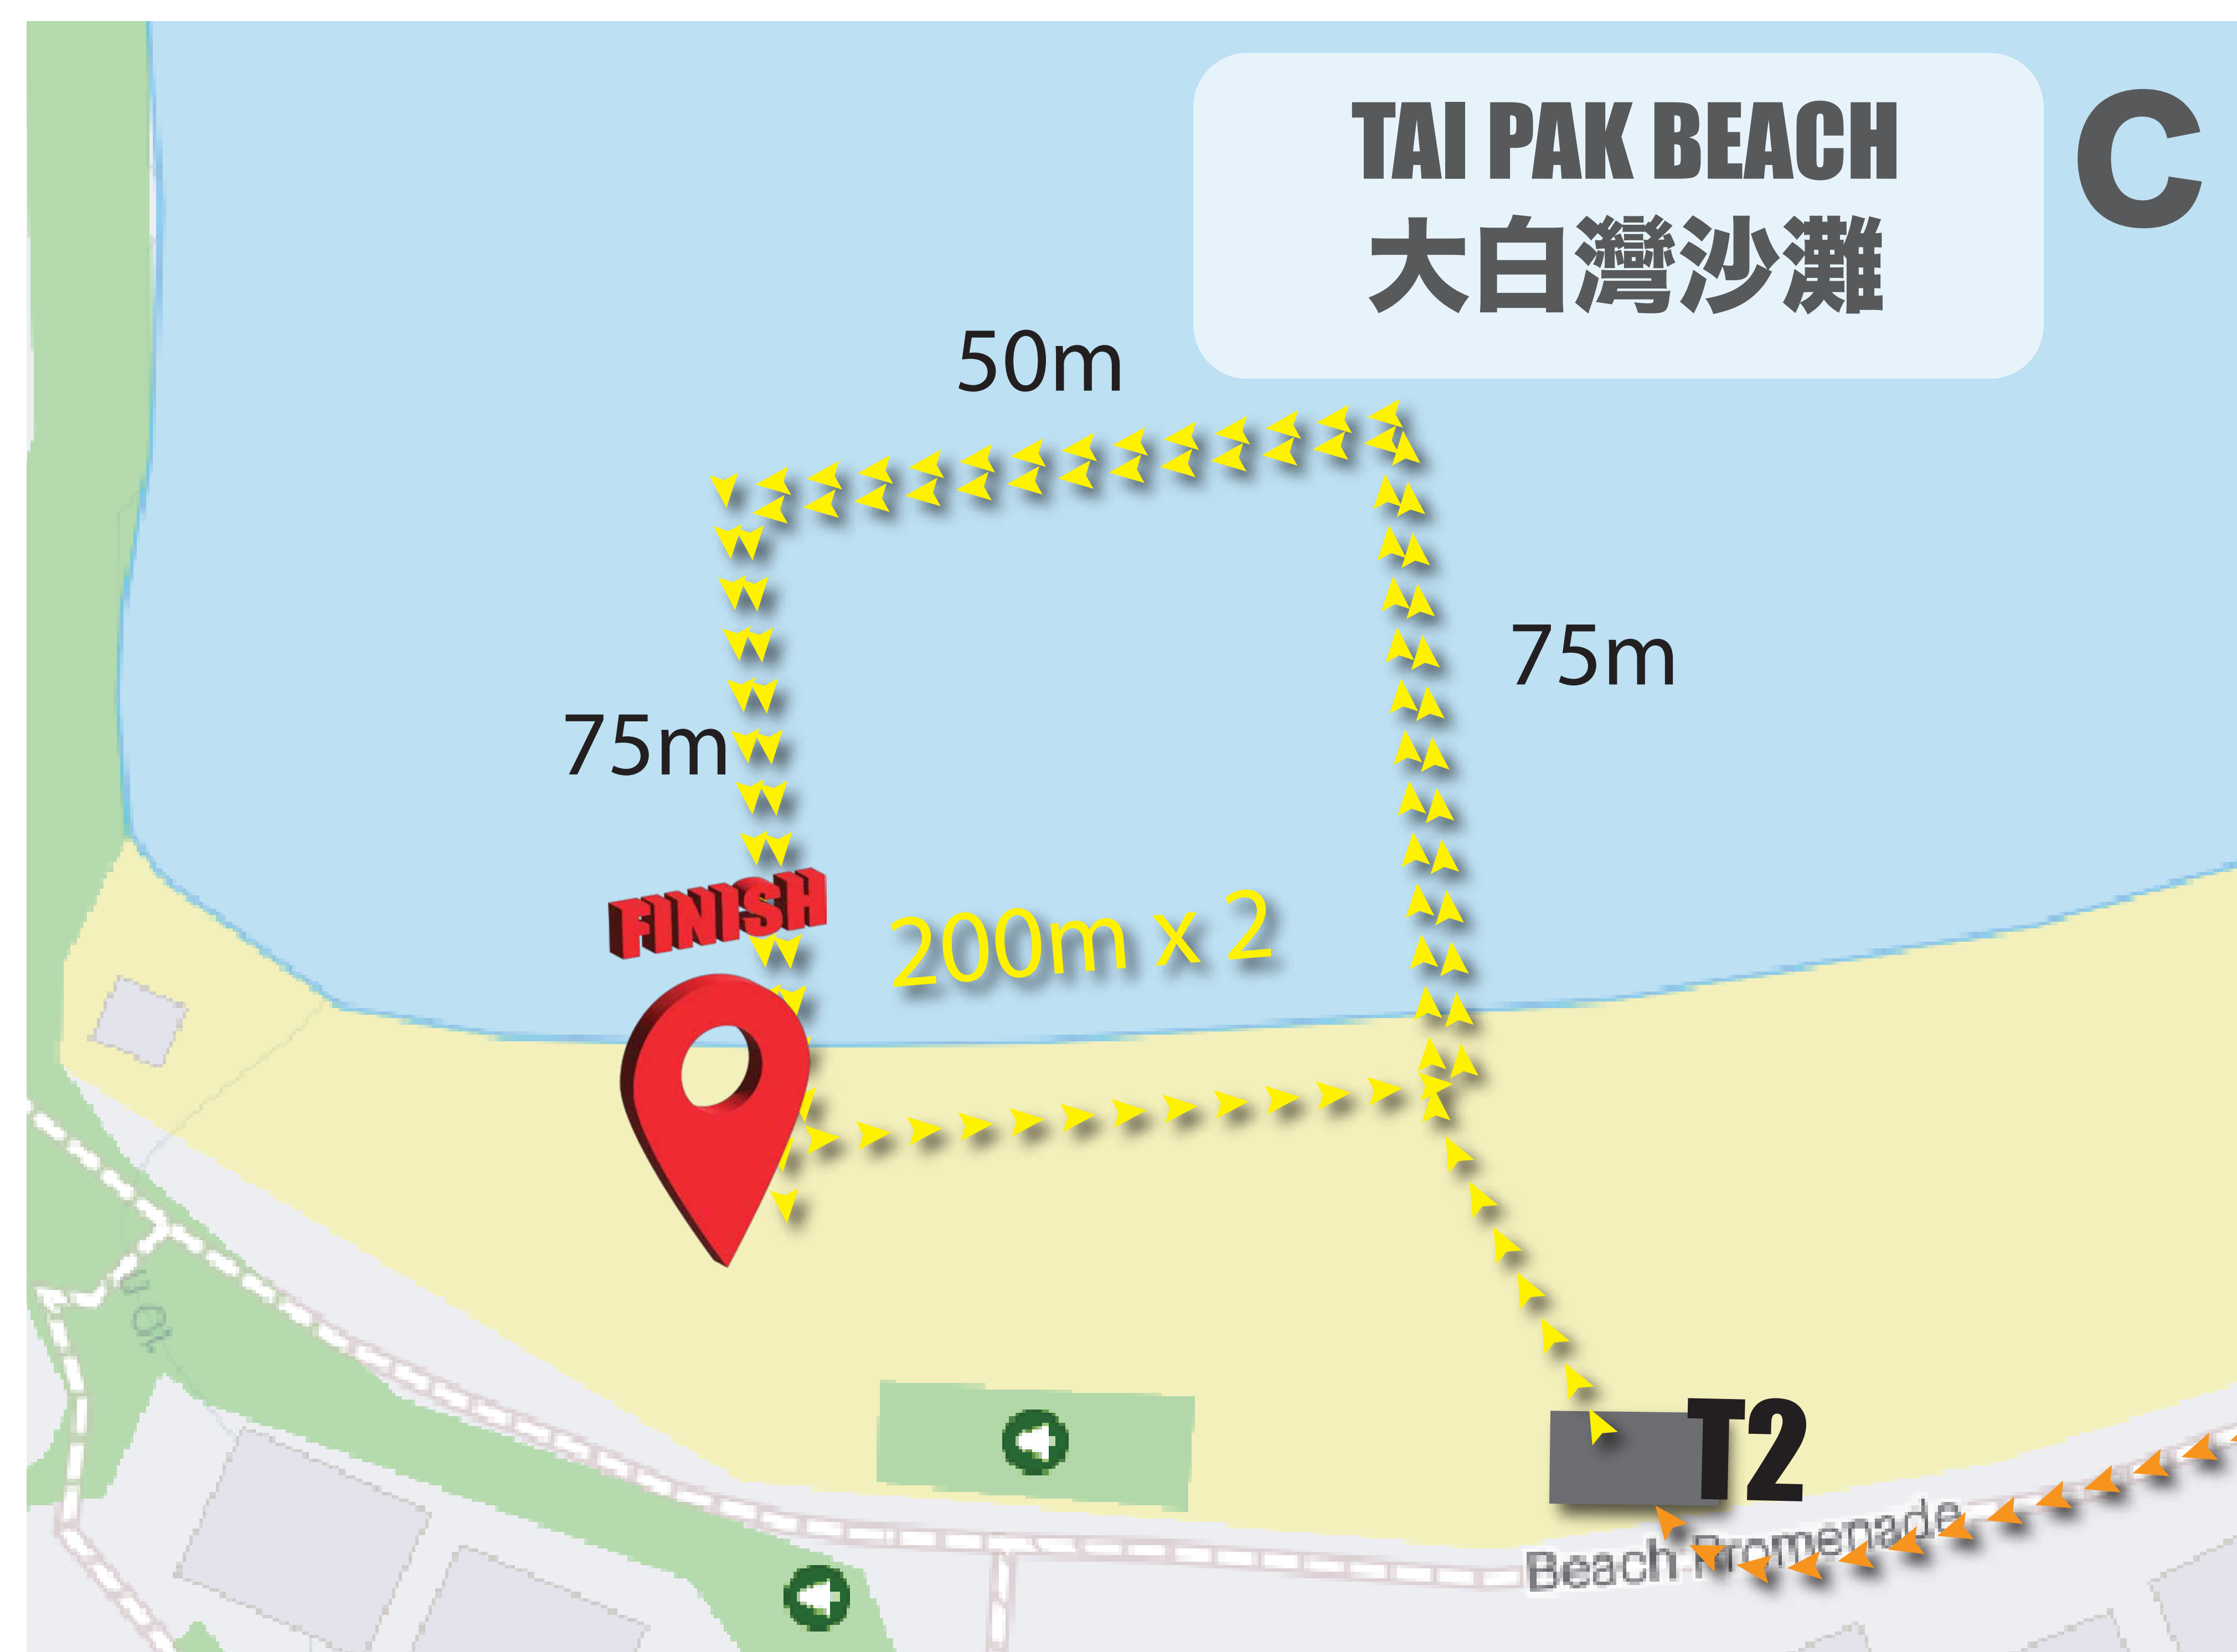 TAI PAK BEACH
大白灣沙灘
C
50m
75m
75m
FINISH
200m x 2
T2
Beach Promenade